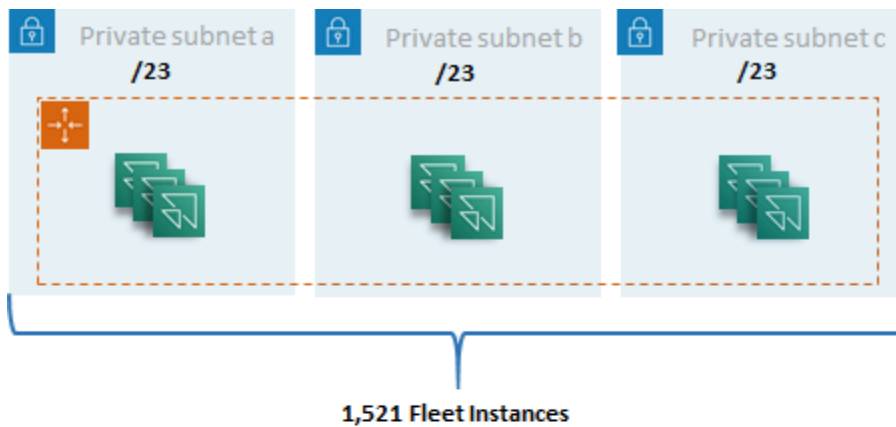 Private subnet a
/23
Private subnet b
/23
Private subnet c
/23
1,521 Fleet Instances